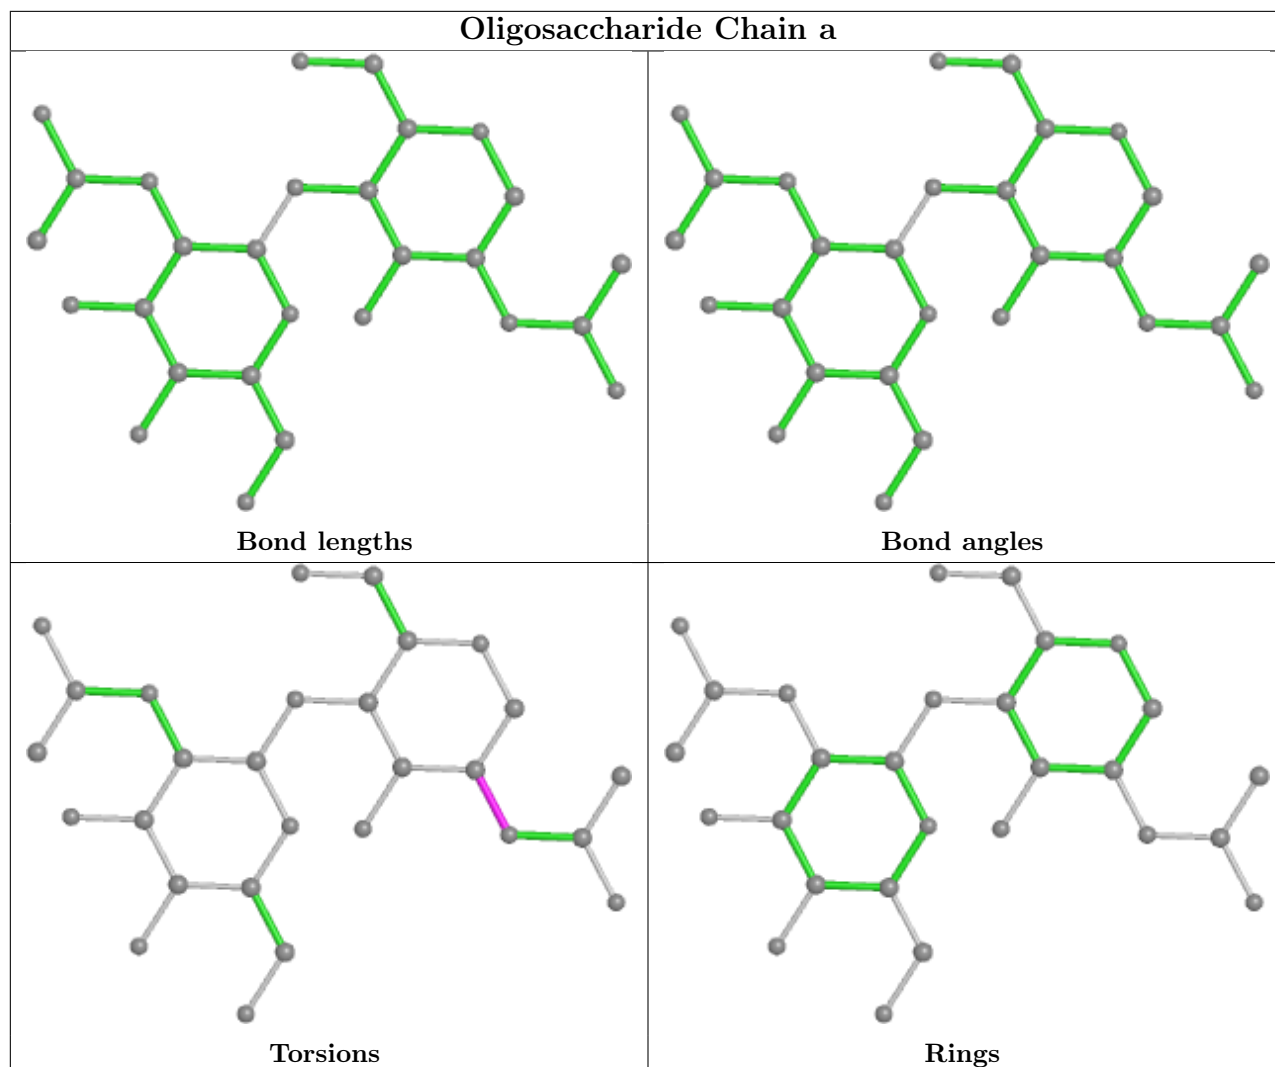 Oligosaccharide Chain a
Bond lengths
Bond angles
Torsions
Rings